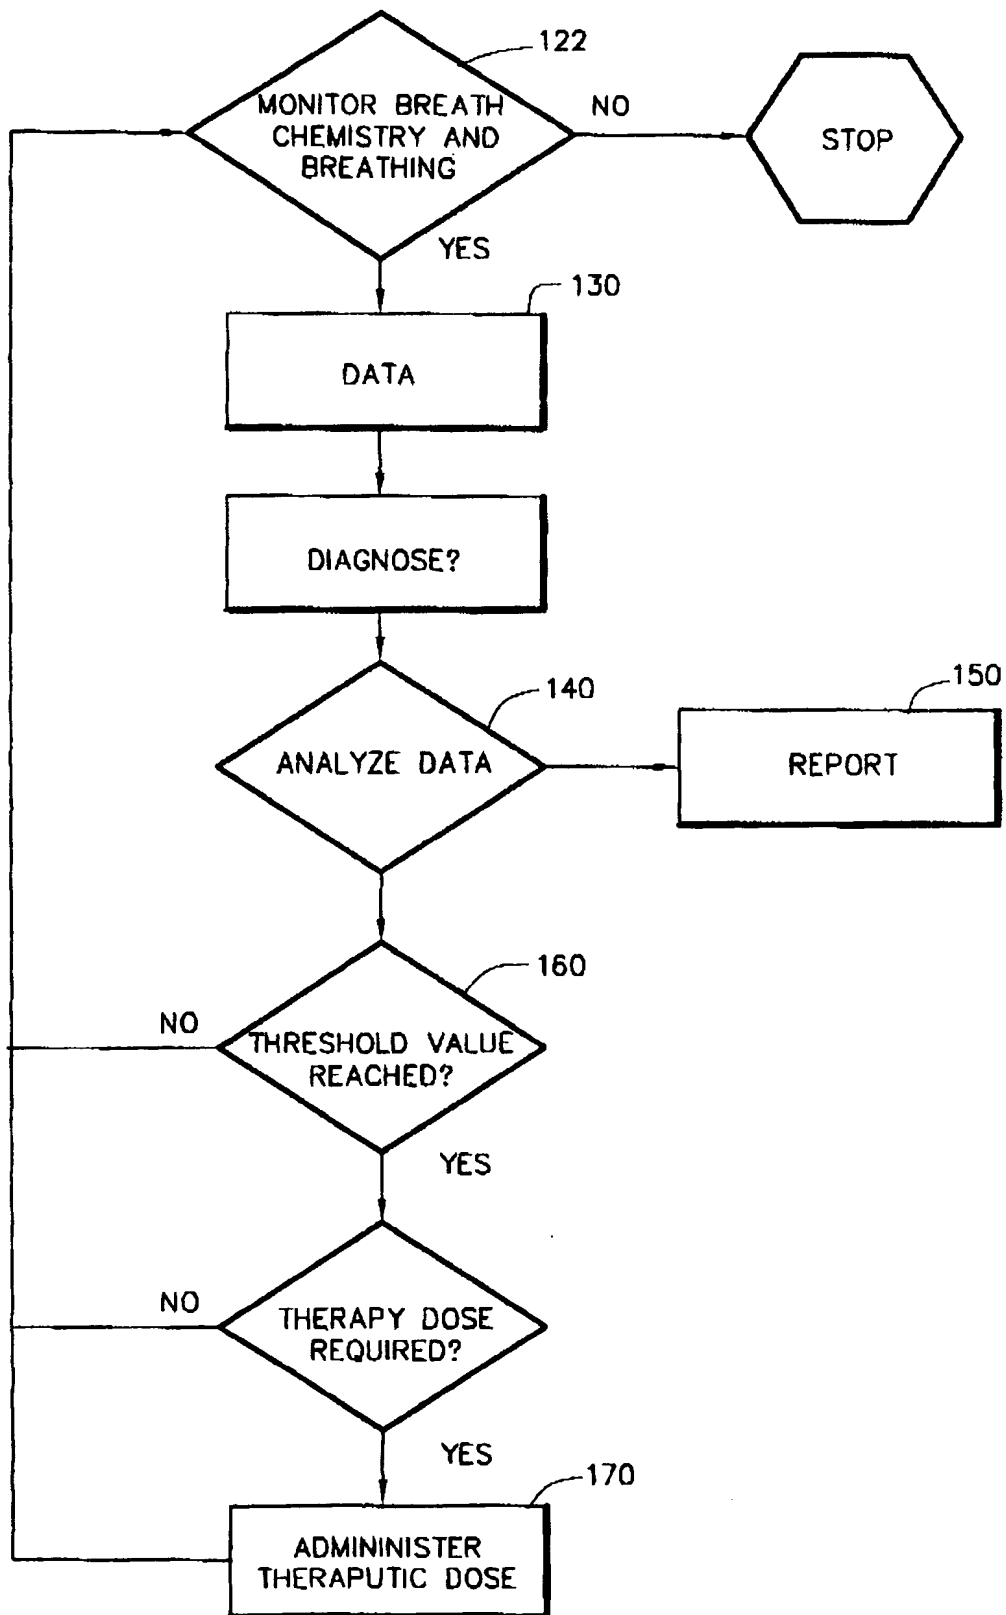 122
MONITOR BREATH
CHEMISTRY AND
BREATHING
NO
STOP
YES
130
DATA
DIAGNOSE?
140
ANALYZE DATA
150
REPORT
160
NO
THRESHOLD VALUE
REACHED?
YES
NO
THERAPY DOSE
REQUIRED?
YES
170
ADMININISTER
THERAPUTIC DOSE